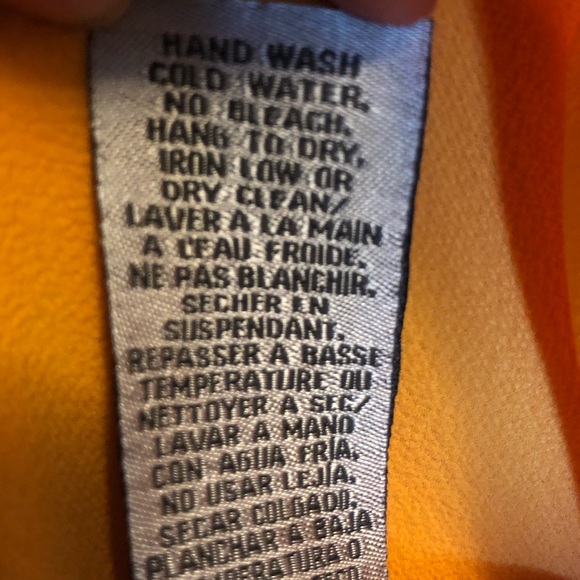 HAND WASH
COLD WATER,
NO BLEACH,
HANG TO DRY,
IRON LOW OR
DRY CLEAN/
LAVER A LA MAIN
A L'EAU FROIDE,
NE PAS BLANCHIR,
SECHER EN
SUSPENDANT,
REPASSER A BASSE
TEMPERATURE OU
NETTOYER A SEC/
LAVAR A MANO
CON AGUA FRIA,
NO USAR LEJIA,
SECAR COLGADO,
PLANCHAR A BAJA